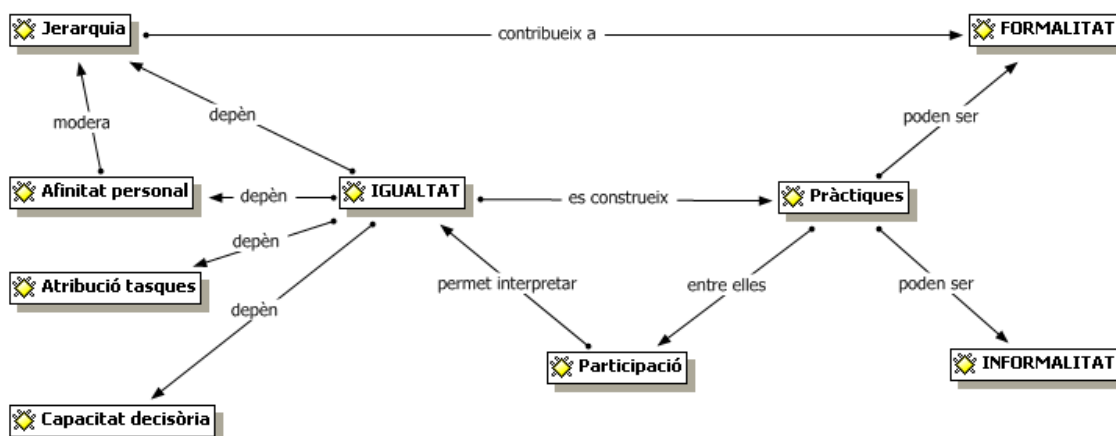 Jerarquia
contribueix a
FORMALITAT
depèn
modera
poden ser
Afinitat personal
depèn
IGUALTAT
es construeix
Pràctiques
depèn
Atribució tasques
permet interpretar
entre elles
poden ser
depèn
Participació
INFORMALITAT
Capacitat decisòria